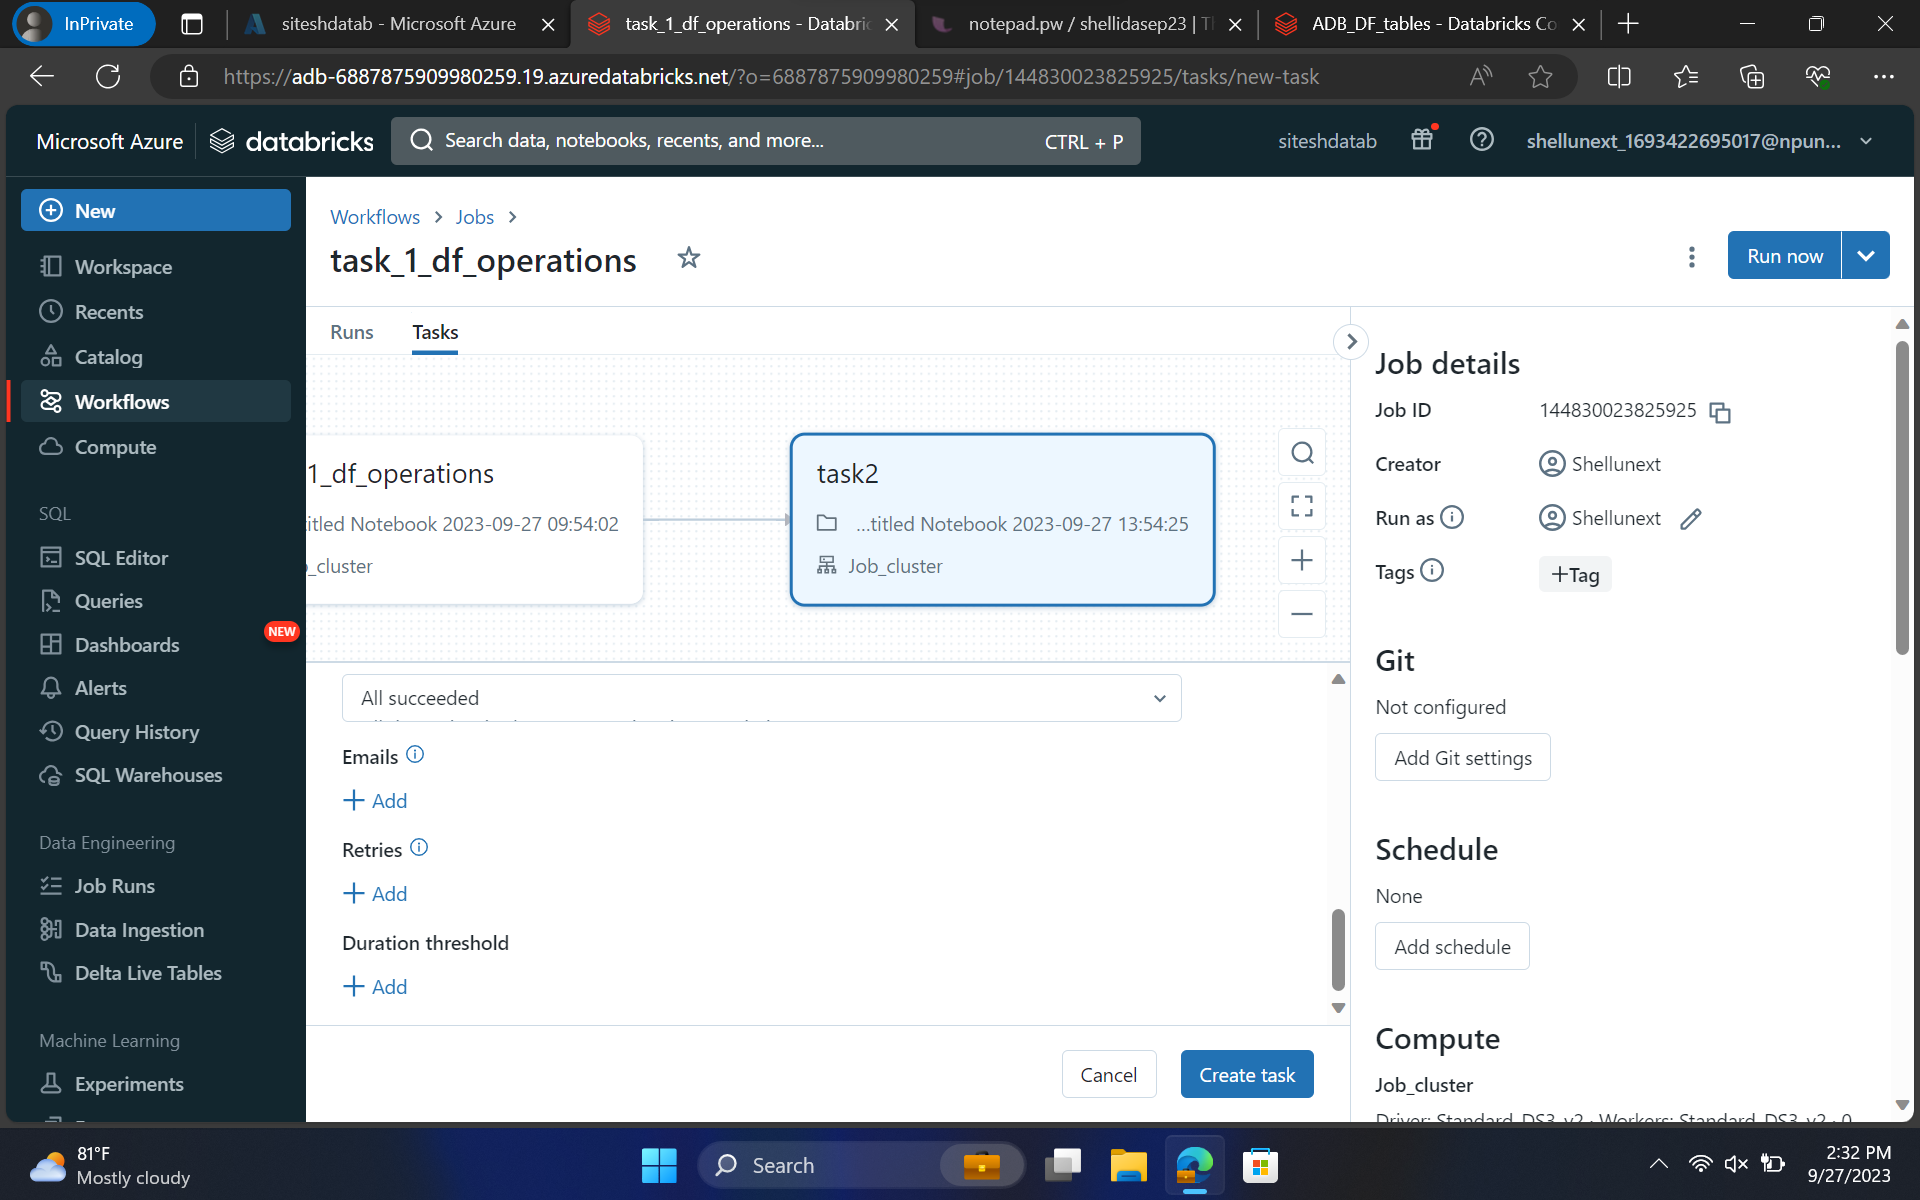 InPrivate
siteshdatab - Microsoft Azure
task_1_df_operations - Databric
notepad.pw / shellidasep23 | Th
ADB_DF_tables - Databricks Co
https://adb-6887875909980259.19.azuredatabricks.net/?o=6887875909980259#job/144830023825925/tasks/new-task
Microsoft Azure
databricks
Search data, notebooks, recents, and more...
CTRL + P
siteshdatab
shellunext_1693422695017@npun...
New
Workspace
Recents
Catalog
Workflows
Compute
SQL
SQL Editor
Queries
Dashboards
NEW
Alerts
Query History
SQL Warehouses
Data Engineering
Job Runs
Data Ingestion
Delta Live Tables
Machine Learning
Experiments
Workflows > Jobs >
task_1_df_operations
Run now
Runs
Tasks
1_df_operations
itled Notebook 2023-09-27 09:54:02
_cluster
task2
...titled Notebook 2023-09-27 13:54:25
Job_cluster
All succeeded
Emails
+ Add
Retries
+ Add
Duration threshold
+ Add
Cancel
Create task
Job details
Job ID
144830023825925
Creator
Shellunext
Run as
Shellunext
Tags
+Tag
Git
Not configured
Add Git settings
Schedule
None
Add schedule
Compute
Job_cluster
Driver: Standard_DS3_v2 · Workers: Standard_DS3_v2 · 0
81°F
Mostly cloudy
Search
2:32 PM
9/27/2023